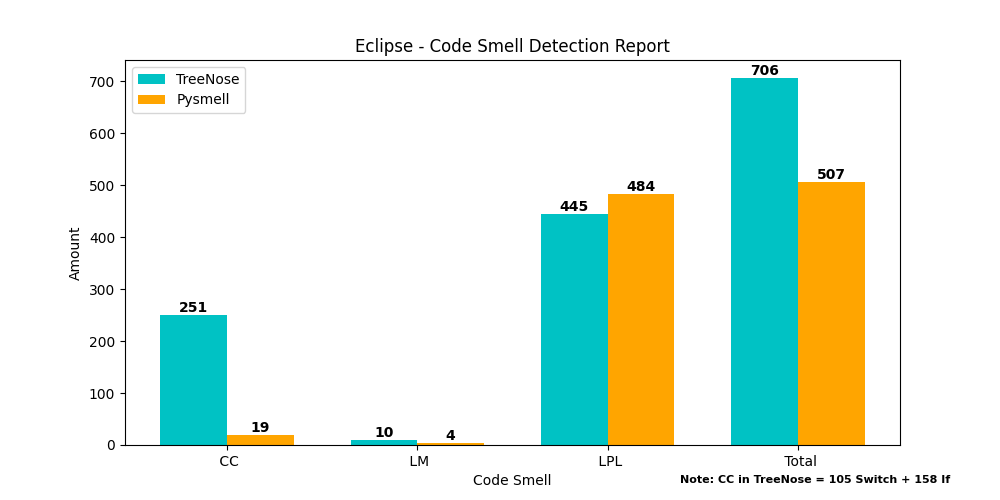 Eclipse - Code Smell Detection Report
TreeNose
Pysmell
Amount
700
600
500
400
300
200
100
0
251
19
10
4
445
484
706
507
CC
LM
LPL
Total
Code Smell
Note: CC in TreeNose = 105 Switch + 158 If